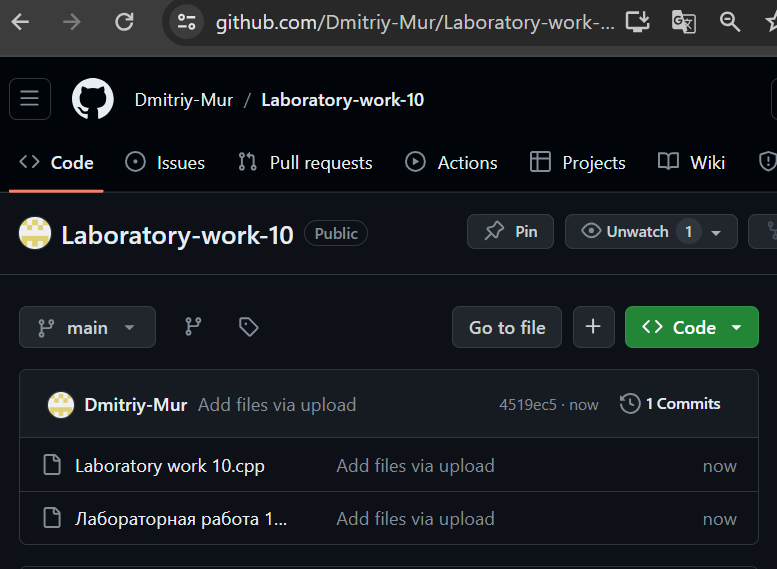 github.com/Dmitriy-Mur/Laboratory-work-...
Dmitriy-Mur / Laboratory-work-10
Code Issues Pull requests Actions Projects Wiki
Laboratory-work-10 Public Pin Unwatch 1
main Go to file Code
Dmitriy-Mur Add files via upload 4519ec5 · now 1 Commits
Laboratory work 10.cpp Add files via upload now
Лабораторная работа 1... Add files via upload now